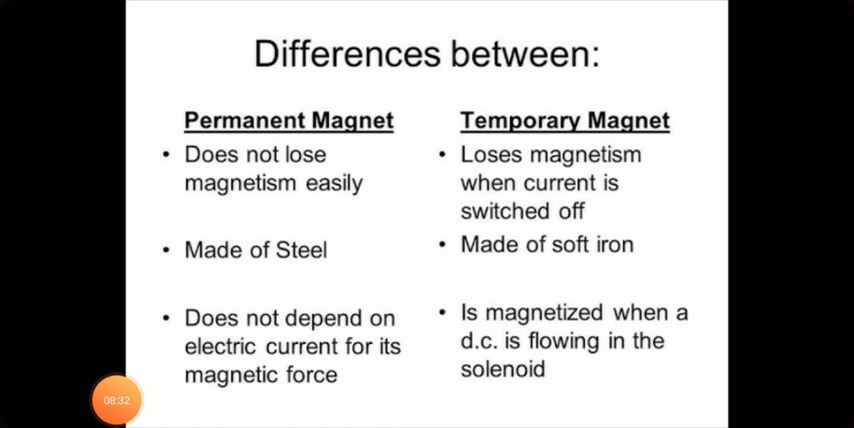 Differences between:
Permanent Magnet
• Does not lose
magnetism easily
• Made of Steel
• Does not depend on
electric current for its
magnetic force
Temporary Magnet
• Loses magnetism
when current is
switched off
• Made of soft iron
• Is magnetized when a
d.c. is flowing in the
solenoid
08:32